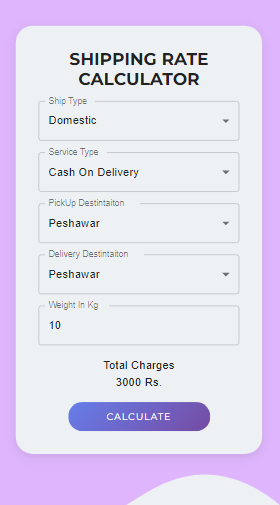 SHIPPING RATE
CALCULATOR
Ship Type
Domestic
Service Type
Cash On Delivery
PickUp Destintaiton
Peshawar
Delivery Destintaiton
Peshawar
Weight In Kg
10
Total Charges
3000 Rs.
CALCULATE